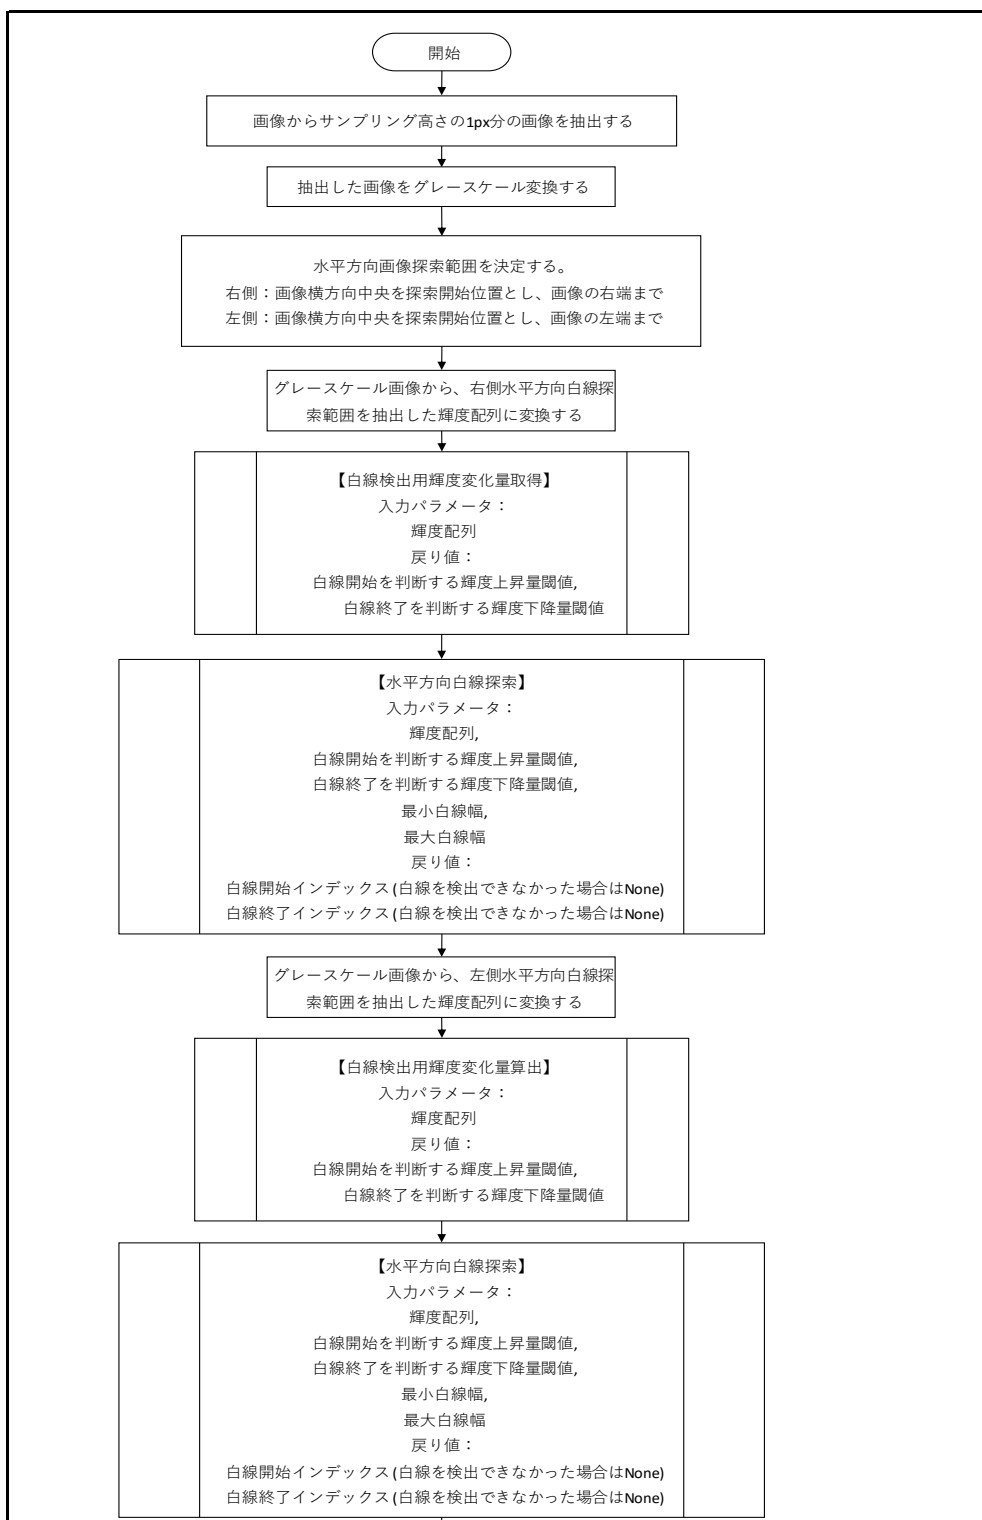 開始
画像からサンプリング高さの1px分の画像を抽出する
抽出した画像をグレースケール変換する
水平方向画像探索範囲を決定する。
右側：画像横方向中央を探索開始位置とし、画像の右端まで
左側：画像横方向中央を探索開始位置とし、画像の左端まで
グレースケール画像から、右側水平方向白線探
索範囲を抽出した輝度配列に変換する
【白線検出用輝度変化量取得】
入力パラメータ：
輝度配列
戻り値：
白線開始を判断する輝度上昇量閾値,
白線終了を判断する輝度下降量閾値
【水平方向白線探索】
入力パラメータ：
輝度配列,
白線開始を判断する輝度上昇量閾値,
白線終了を判断する輝度下降量閾値,
最小白線幅,
最大白線幅
戻り値：
白線開始インデックス(白線を検出できなかった場合はNone)
白線終了インデックス(白線を検出できなかった場合はNone)
グレースケール画像から、左側水平方向白線探
索範囲を抽出した輝度配列に変換する
【白線検出用輝度変化量算出】
入力パラメータ：
輝度配列
戻り値：
白線開始を判断する輝度上昇量閾値,
白線終了を判断する輝度下降量閾値
【水平方向白線探索】
入力パラメータ：
輝度配列,
白線開始を判断する輝度上昇量閾値,
白線終了を判断する輝度下降量閾値,
最小白線幅,
最大白線幅
戻り値：
白線開始インデックス(白線を検出できなかった場合はNone)
白線終了インデックス(白線を検出できなかった場合はNone)